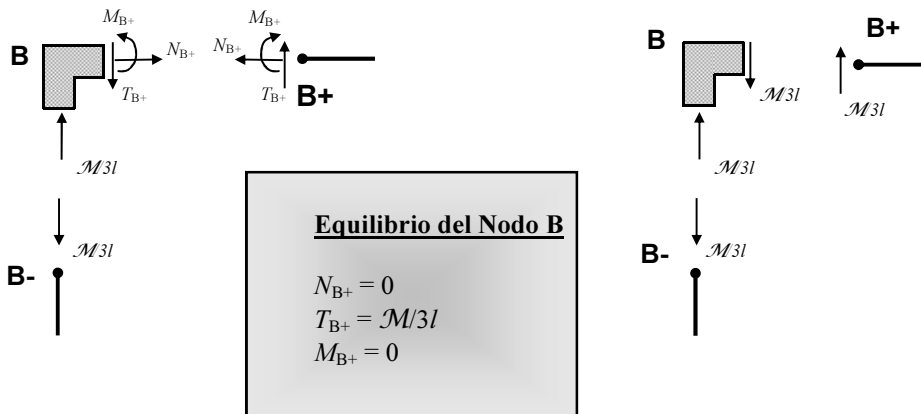 M_B+
B
N_B+
T_B+
ℳ/3l
ℳ/3l
B-
M_B+
N_B+
T_B+
B+
Equilibrio del Nodo B
N_B+ = 0
T_B+ = ℳ/3l
M_B+ = 0
B
ℳ/3l
ℳ/3l
ℳ/3l
B-
B+
ℳ/3l